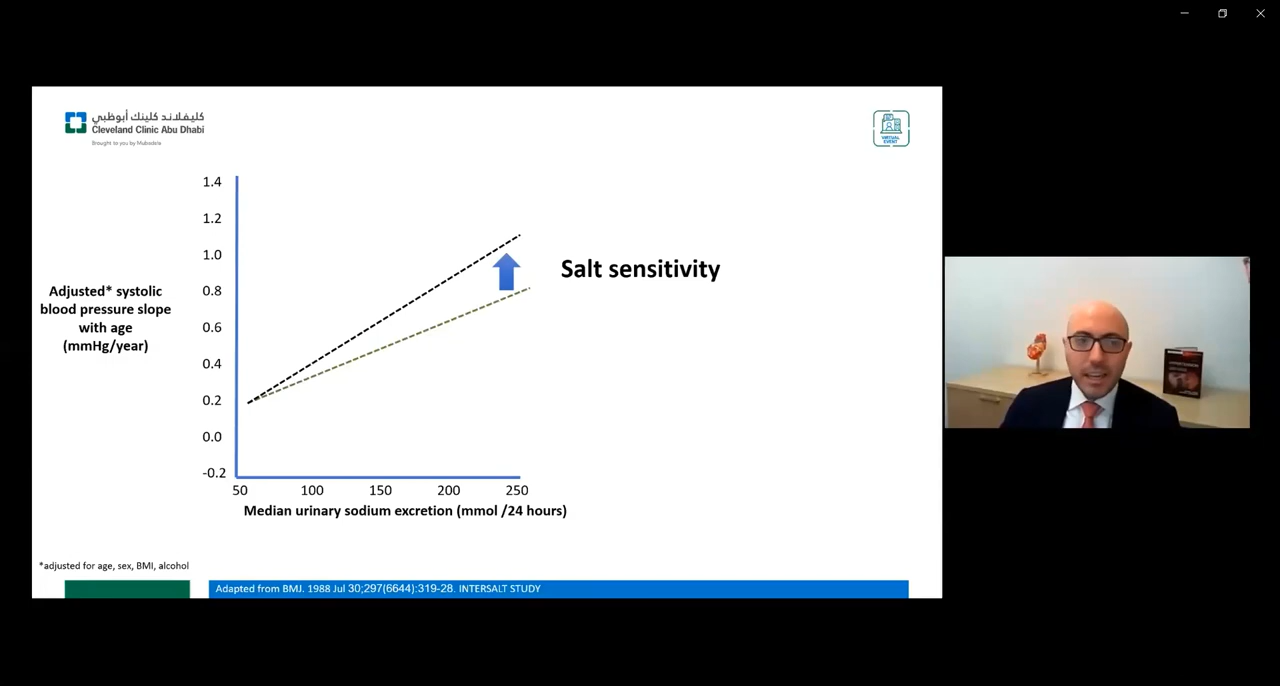 كليفلاند كلينك أبوظبي
Cleveland Clinic Abu Dhabi
Brought to you by Mubadala
VIRTUAL
EVENT
1.4
1.2
1.0
0.8
0.6
0.4
0.2
0.0
-0.2
Adjusted* systolic
blood pressure slope
with age
(mmHg/year)
Salt sensitivity
50 100 150 200 250
Median urinary sodium excretion (mmol /24 hours)
*adjusted for age, sex, BMI, alcohol
Adapted from BMJ. 1988 Jul 30;297(6644):319-28. INTERSALT STUDY